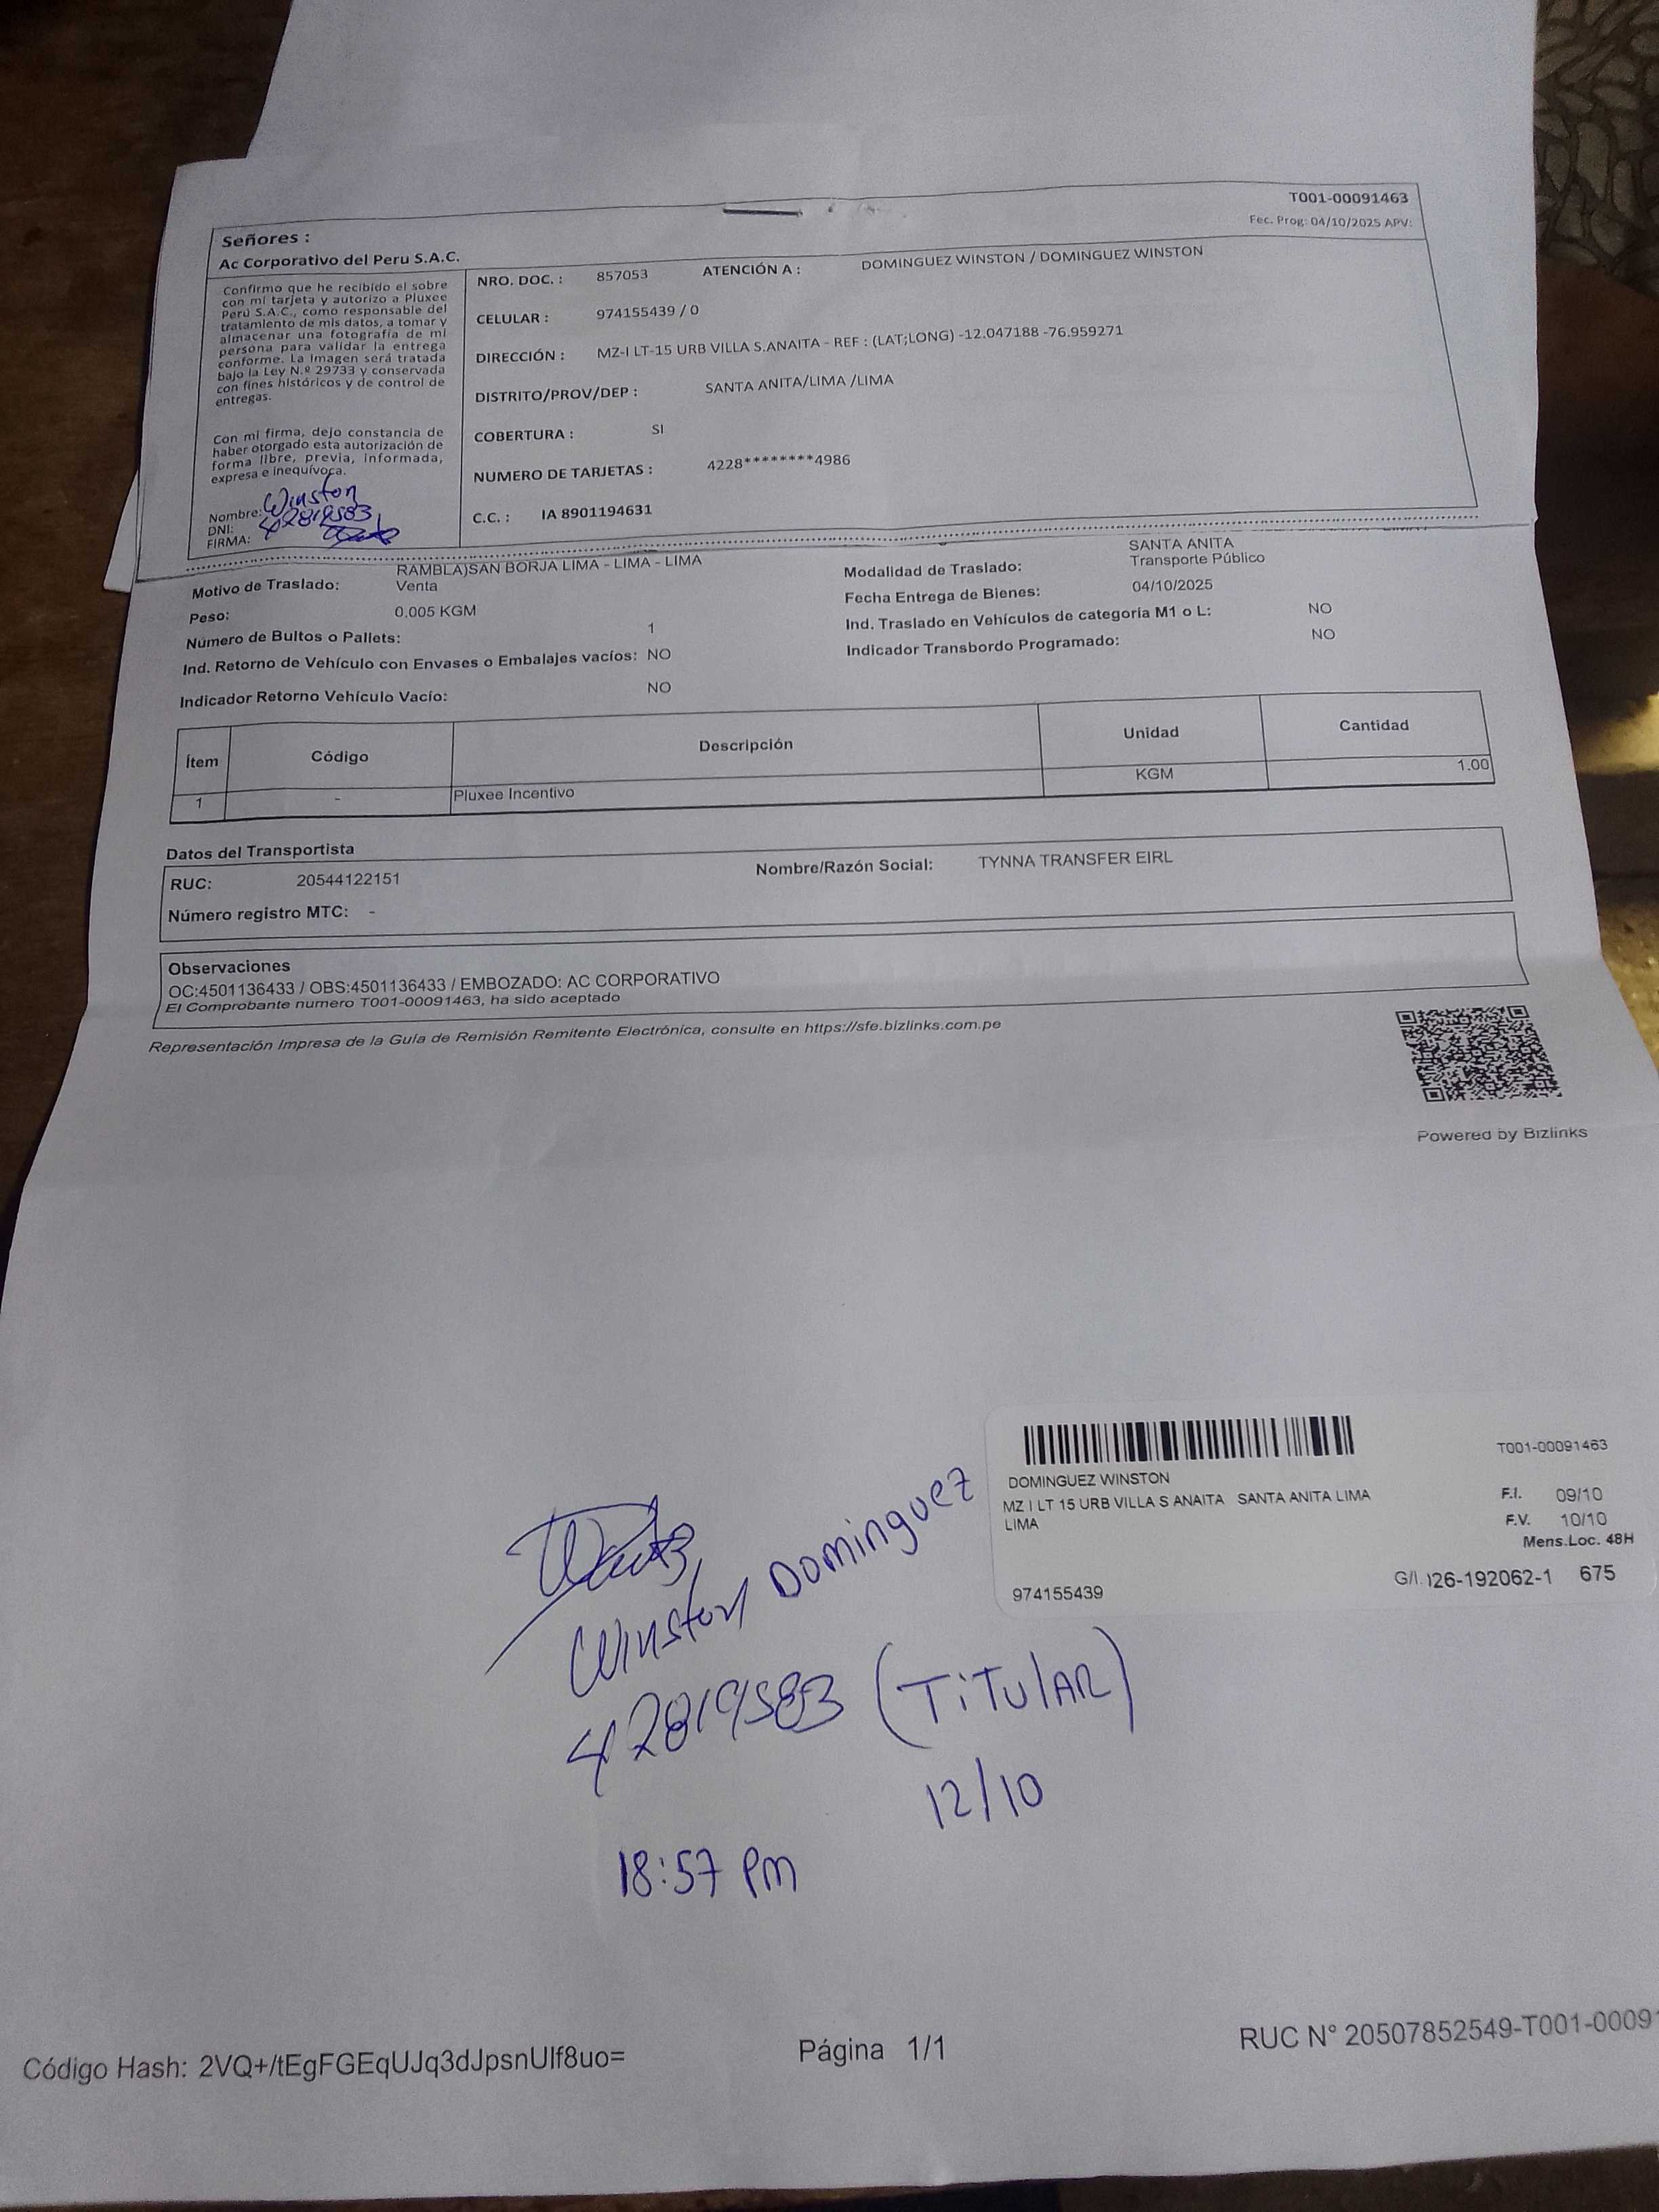 T001-00091463
Fec. Prog: 04/10/2025 APV:
Señores :
Ac Corporativo del Peru S.A.C.
Confirmo que he recibido el sobre
con mi tarjeta y autorizo a Pluxee
Perú S.A.C., como responsable del
tratamiento de mis datos, a tomar y
almacenar una fotografía de mi
persona para validar la entrega
conforme. La Imagen será tratada
bajo la Ley N.º 29733 y conservada
con fines históricos y de control de
entregas.
Con mi firma, dejo constancia de
haber otorgado esta autorización de
forma libre, previa, informada,
expresa e inequívoca.
Nombre: Winston
DNI: 42819583
FIRMA:
NRO. DOC. : 857053 ATENCIÓN A : DOMINGUEZ WINSTON / DOMINGUEZ WINSTON
CELULAR : 974155439 / 0
DIRECCIÓN : MZ-I LT-15 URB VILLA S.ANAITA - REF : (LAT;LONG) -12.047188 -76.959271
DISTRITO/PROV/DEP : SANTA ANITA/LIMA /LIMA
COBERTURA : SI
NUMERO DE TARJETAS : 4228********4986
C.C. : IA 8901194631
RAMBLA)SAN BORJA LIMA - LIMA - LIMA
SANTA ANITA
Motivo de Traslado: Venta
Modalidad de Traslado: Transporte Público
Peso: 0.005 KGM
Fecha Entrega de Bienes: 04/10/2025
Número de Bultos o Pallets: 1
Ind. Traslado en Vehículos de categoria M1 o L: NO
Ind. Retorno de Vehículo con Envases o Embalajes vacíos: NO
Indicador Transbordo Programado: NO
Indicador Retorno Vehículo Vacío: NO
Ítem Código Descripción Unidad Cantidad
1 - Pluxee Incentivo KGM 1.00
Datos del Transportista
RUC: 20544122151 Nombre/Razón Social: TYNNA TRANSFER EIRL
Número registro MTC: -
Observaciones
OC:4501136433 / OBS:4501136433 / EMBOZADO: AC CORPORATIVO
El Comprobante numero T001-00091463, ha sido aceptado
Representación Impresa de la Guía de Remisión Remitente Electrónica, consulte en https://sfe.bizlinks.com.pe
Powered by Bizlinks
T001-00091463
DOMINGUEZ WINSTON
MZ I LT 15 URB VILLA S ANAITA SANTA ANITA LIMA
LIMA
F.I. 09/10
F.V. 10/10
Mens.Loc. 48H
G/I. 026-192062-1 675
974155439
Winston Dominguez
42819583 (TiTulAR)
12/10
18:57 Pm
Código Hash: 2VQ+/tEgFGEqUJq3dJpsnUlf8uo=
Página 1/1
RUC N° 20507852549-T001-0009